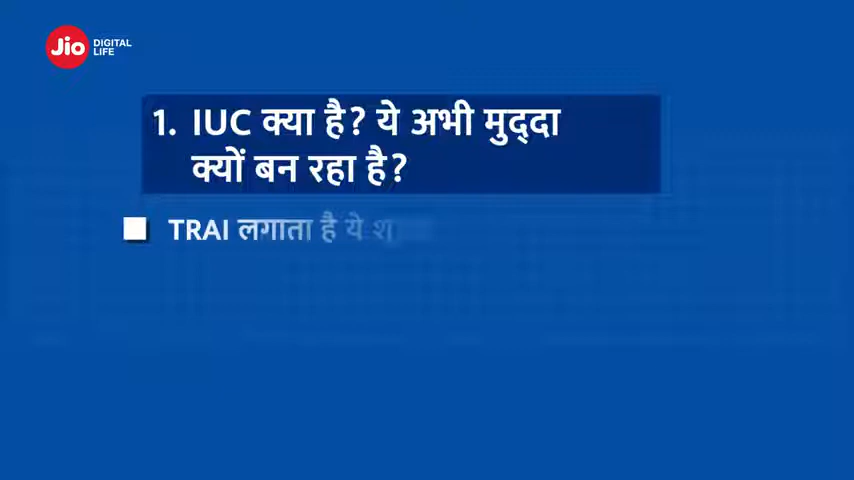 Jio
DIGITAL
LIFE
1. IUC क्या है? ये अभी मुद्दा
क्यों बन रहा है?
TRAI लगाता है ये